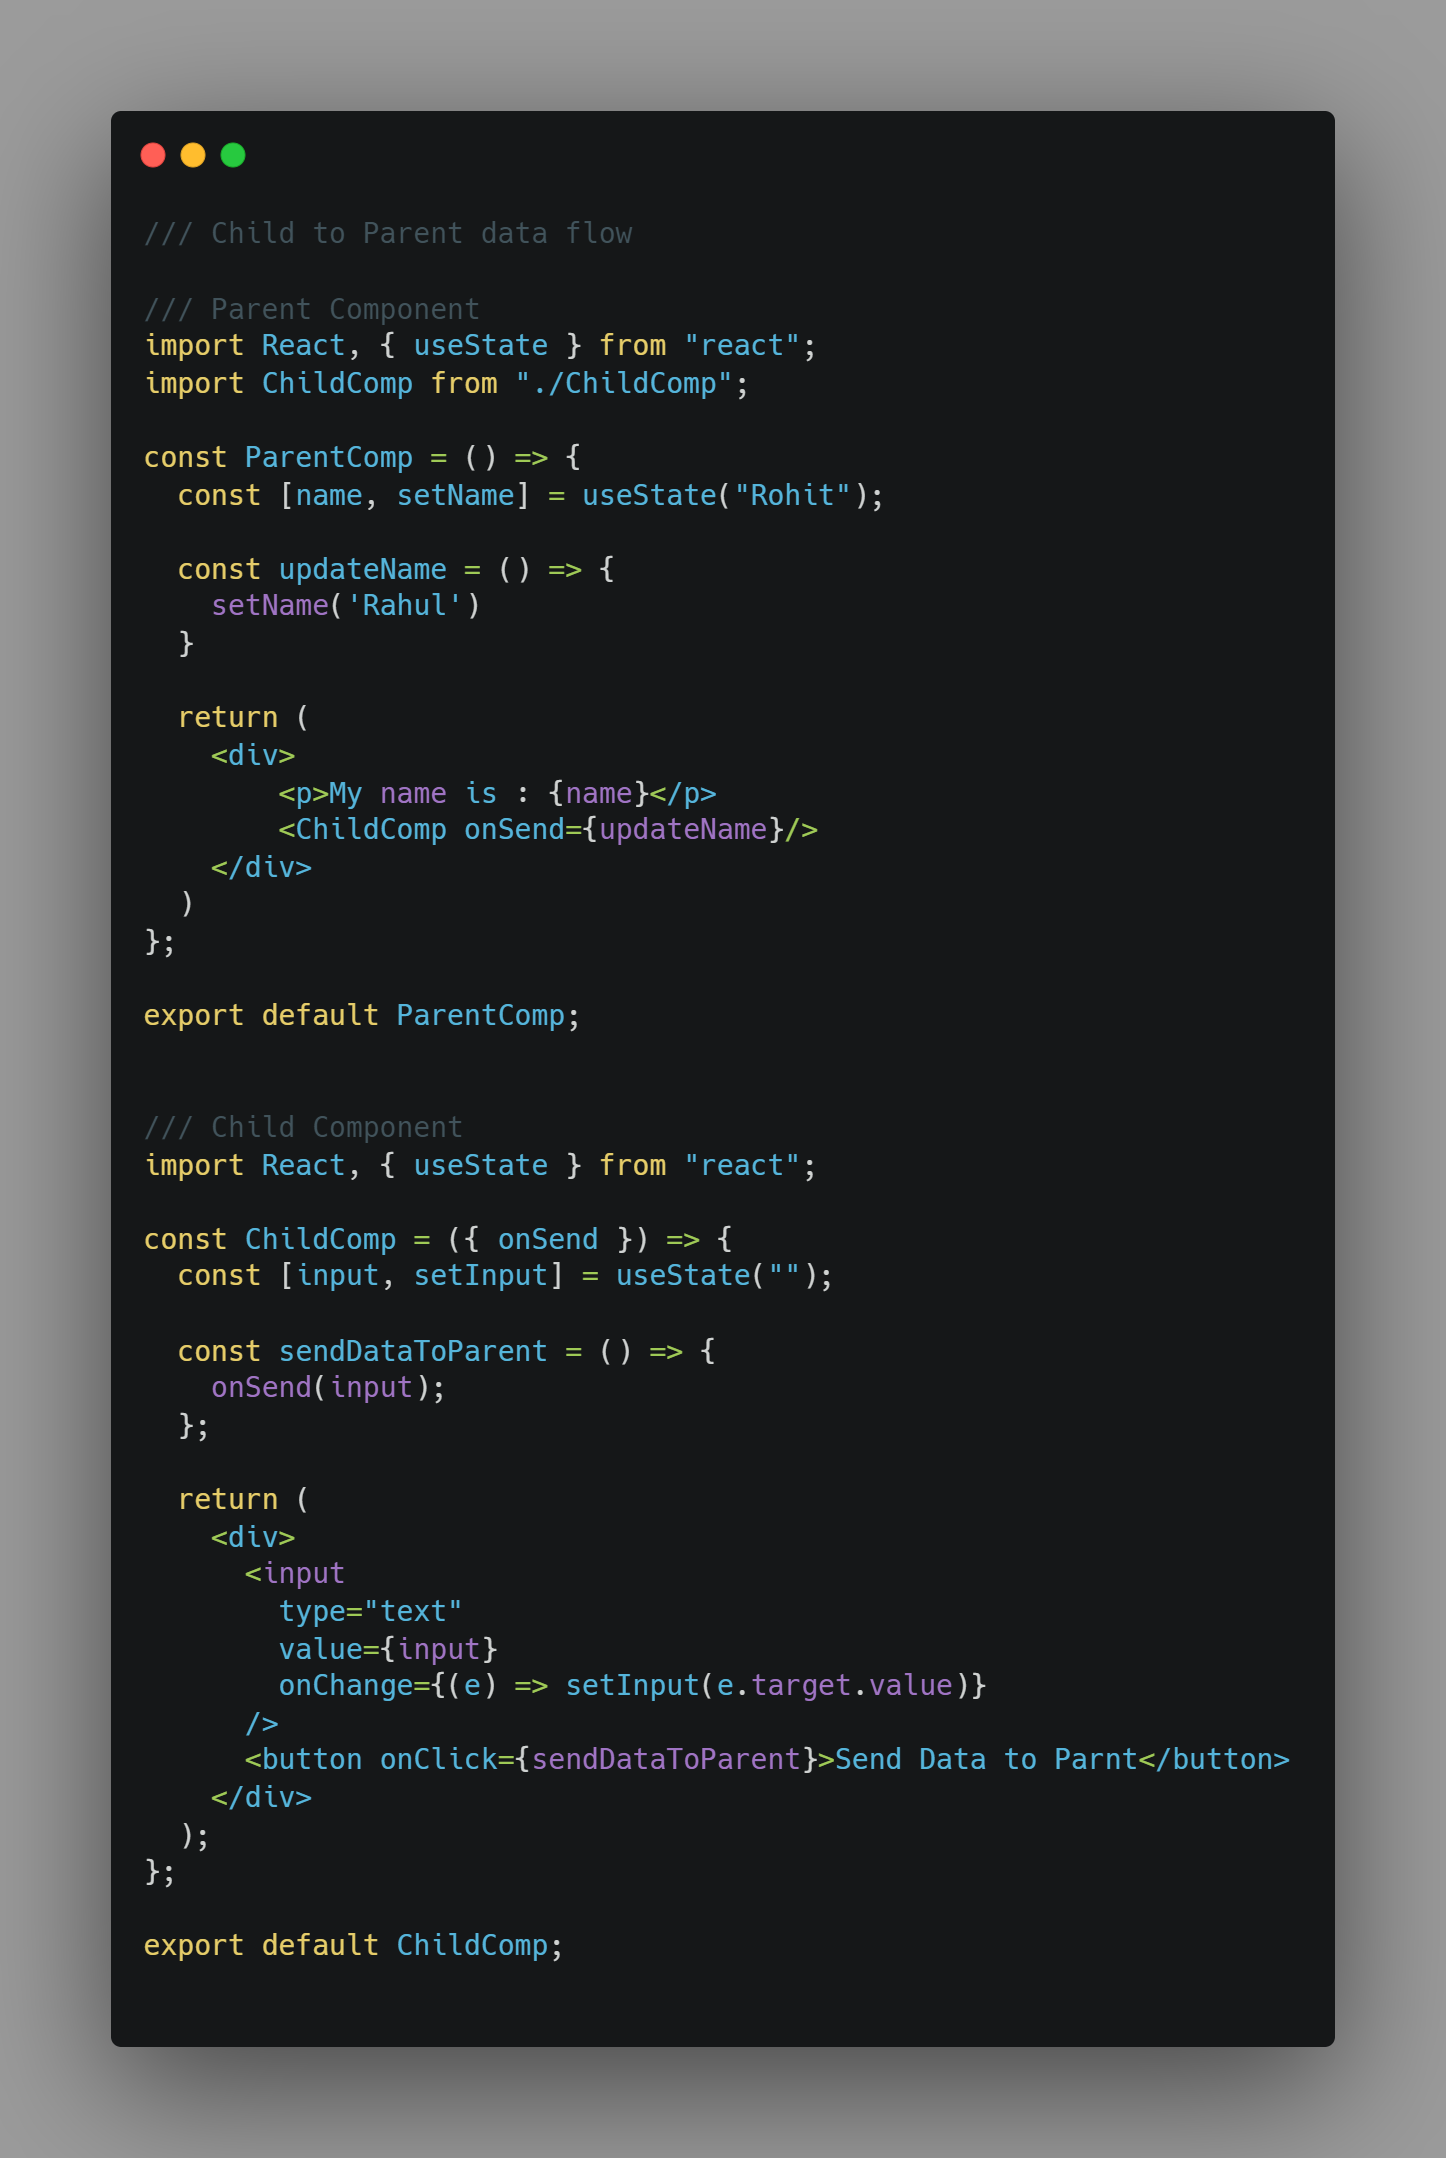 /// Child to Parent data flow
/// Parent Component
import React, { useState } from "react";
import ChildComp from "./ChildComp";
const ParentComp = () => {
  const [name, setName] = useState("Rohit");
  const updateName = () => {
    setName('Rahul')
  }
  return (
    <div>
        <p>My name is : {name}</p>
        <ChildComp onSend={updateName}/>
    </div>
  )
};
export default ParentComp;
/// Child Component
import React, { useState } from "react";
const ChildComp = ({ onSend }) => {
  const [input, setInput] = useState("");
  const sendDataToParent = () => {
    onSend(input);
  };
  return (
    <div>
      <input
        type="text"
        value={input}
        onChange={(e) => setInput(e.target.value)}
      />
      <button onClick={sendDataToParent}>Send Data to Parnt</button>
    </div>
  );
};
export default ChildComp;